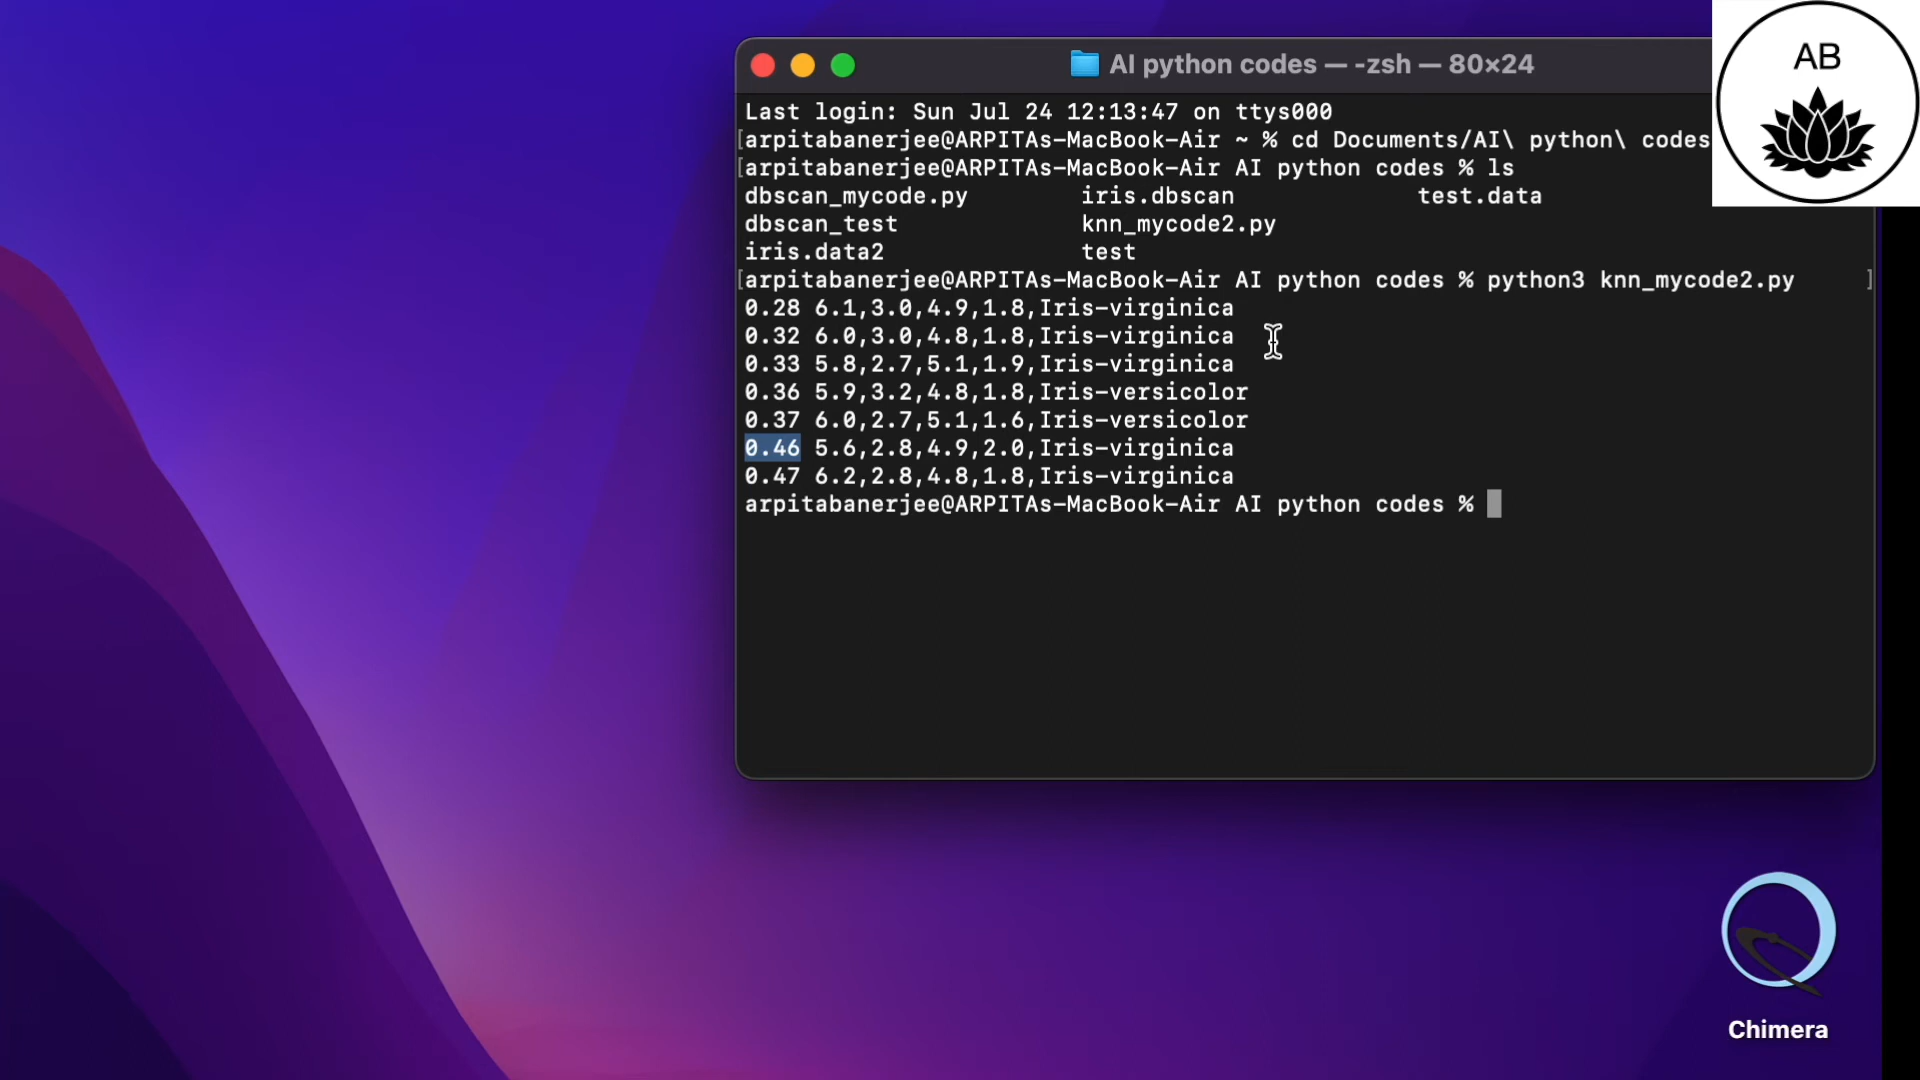 AI python codes — -zsh — 80×24
AB
Last login: Sun Jul 24 12:13:47 on ttys000
[arpitabanerjee@ARPITAs-MacBook-Air ~ % cd Documents/AI\ python\ codes
[arpitabanerjee@ARPITAs-MacBook-Air AI python codes % ls
dbscan_mycode.py iris.dbscan test.data
dbscan_test knn_mycode2.py
iris.data2 test
[arpitabanerjee@ARPITAs-MacBook-Air AI python codes % python3 knn_mycode2.py ]
0.28 6.1,3.0,4.9,1.8,Iris-virginica
0.32 6.0,3.0,4.8,1.8,Iris-virginica
0.33 5.8,2.7,5.1,1.9,Iris-virginica
0.36 5.9,3.2,4.8,1.8,Iris-versicolor
0.37 6.0,2.7,5.1,1.6,Iris-versicolor
0.46 5.6,2.8,4.9,2.0,Iris-virginica
0.47 6.2,2.8,4.8,1.8,Iris-virginica
arpitabanerjee@ARPITAs-MacBook-Air AI python codes %
Chimera